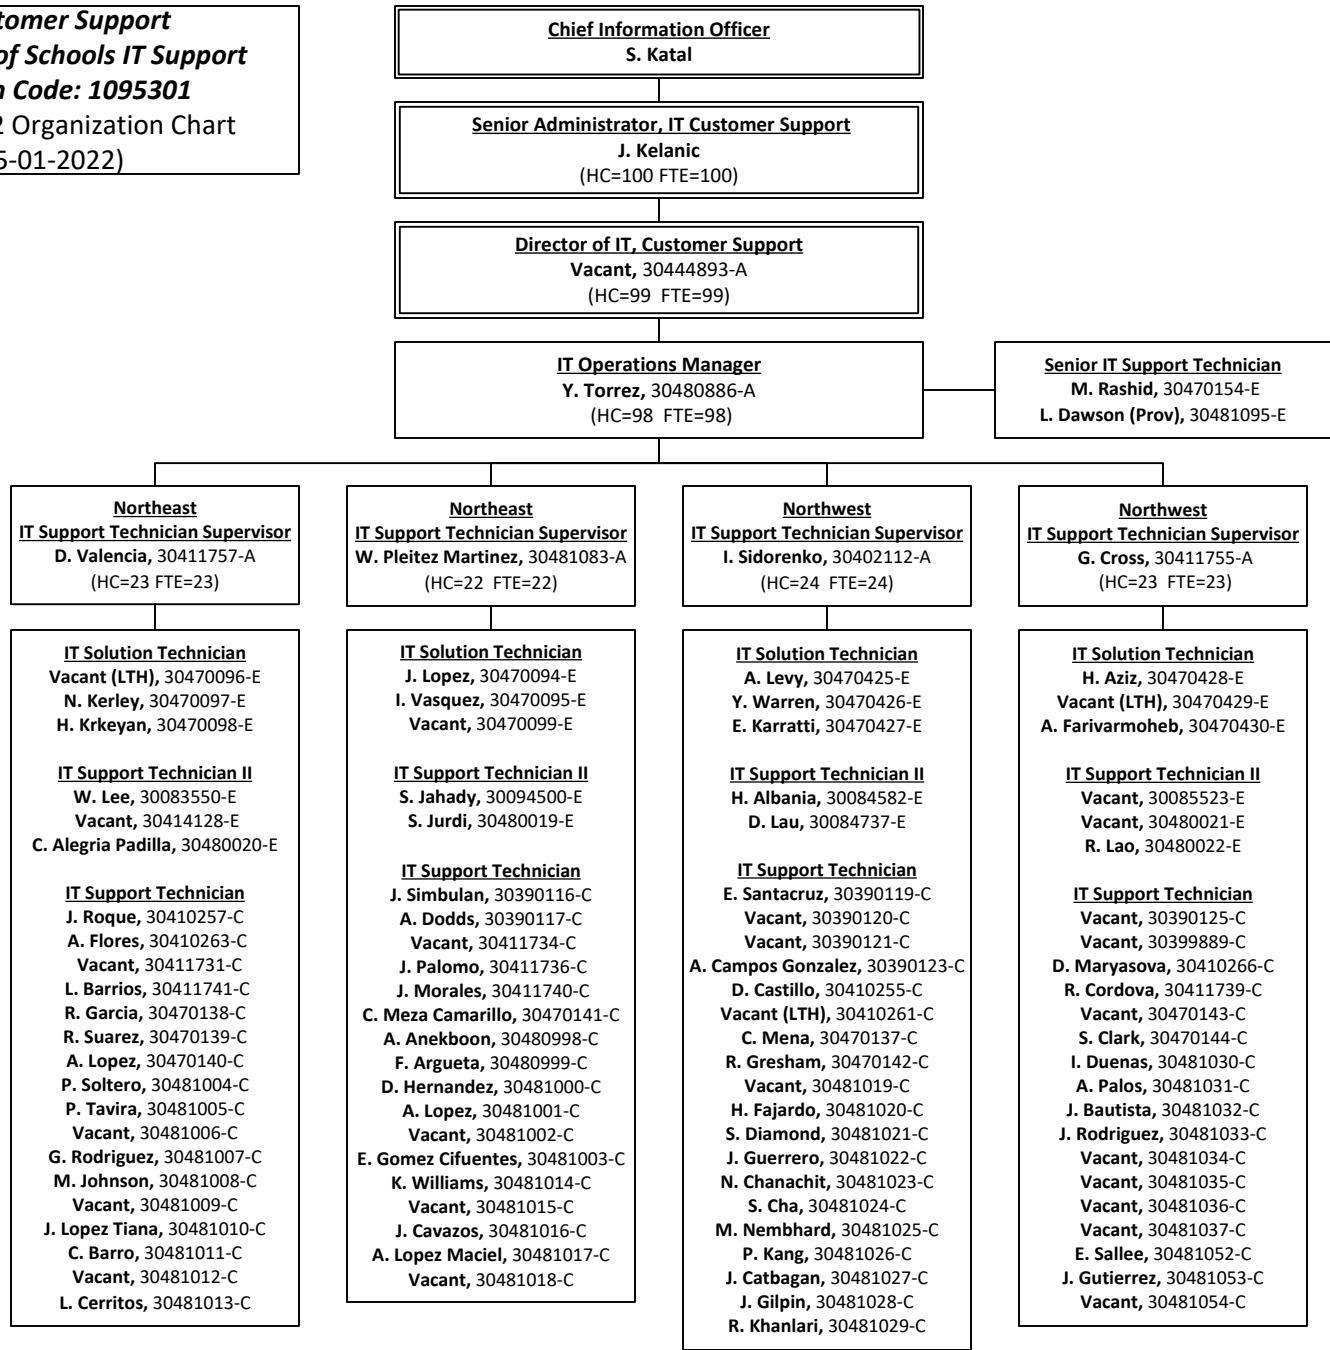 of Schools IT Support
Code: 1095301
Organization Chart
-01-2022)
Chief Information Officer
S. Katal
Senior Administrator, IT Customer Support
J. Kelanic
(HC=100 FTE=100)
Director of IT, Customer Support
Vacant, 30444893-A
(HC=99 FTE=99)
IT Operations Manager
Y. Torrez, 30480886-A
(HC=98 FTE=98)
Senior IT Support Technician
M. Rashid, 30470154-E
L. Dawson (Prov), 30481095-E
Northeast
IT Support Technician Supervisor
D. Valencia, 30411757-A
(HC=23 FTE=23)
IT Solution Technician
Vacant (LTH), 30470096-E
N. Kerley, 30470097-E
H. Krkeyan, 30470098-E
IT Support Technician II
W. Lee, 30083550-E
Vacant, 30414128-E
C. Alegria Padilla, 30480020-E
IT Support Technician
J. Roque, 30410257-C
A. Flores, 30410263-C
Vacant, 30411731-C
L. Barrios, 30411741-C
R. Garcia, 30470138-C
R. Suarez, 30470139-C
A. Lopez, 30470140-C
P. Soltero, 30481004-C
P. Tavira, 30481005-C
Vacant, 30481006-C
G. Rodriguez, 30481007-C
M. Johnson, 30481008-C
Vacant, 30481009-C
J. Lopez Tiana, 30481010-C
C. Barro, 30481011-C
Vacant, 30481012-C
L. Cerritos, 30481013-C
Northeast
IT Support Technician Supervisor
W. Pleitez Martinez, 30481083-A
(HC=22 FTE=22)
IT Solution Technician
J. Lopez, 30470094-E
I. Vasquez, 30470095-E
Vacant, 30470099-E
IT Support Technician II
S. Jahady, 30094500-E
S. Jurdi, 30480019-E
IT Support Technician
J. Simbulan, 30390116-C
A. Dodds, 30390117-C
Vacant, 30411734-C
J. Palomo, 30411736-C
J. Morales, 30411740-C
C. Meza Camarillo, 30470141-C
A. Anekboon, 30480998-C
F. Argueta, 30480999-C
D. Hernandez, 30481000-C
A. Lopez, 30481001-C
Vacant, 30481002-C
E. Gomez Cifuentes, 30481003-C
K. Williams, 30481014-C
Vacant, 30481015-C
J. Cavazos, 30481016-C
A. Lopez Maciel, 30481017-C
Vacant, 30481018-C
Northwest
IT Support Technician Supervisor
I. Sidorenko, 30402112-A
(HC=24 FTE=24)
IT Solution Technician
A. Levy, 30470425-E
Y. Warren, 30470426-E
E. Karratti, 30470427-E
IT Support Technician II
H. Albania, 30084582-E
D. Lau, 30084737-E
IT Support Technician
E. Santacruz, 30390119-C
Vacant, 30390120-C
Vacant, 30390121-C
A. Campos Gonzalez, 30390123-C
D. Castillo, 30410255-C
Vacant (LTH), 30410261-C
C. Mena, 30470137-C
R. Gresham, 30470142-C
Vacant, 30481019-C
H. Fajardo, 30481020-C
S. Diamond, 30481021-C
J. Guerrero, 30481022-C
N. Chanachit, 30481023-C
S. Cha, 30481024-C
M. Nembhard, 30481025-C
P. Kang, 30481026-C
J. Catbagan, 30481027-C
J. Gilpin, 30481028-C
R. Khanlari, 30481029-C
Northwest
IT Support Technician Supervisor
G. Cross, 30411755-A
(HC=23 FTE=23)
IT Solution Technician
H. Aziz, 30470428-E
Vacant (LTH), 30470429-E
A. Farivarmoheb, 30470430-E
IT Support Technician II
Vacant, 30085523-E
Vacant, 30480021-E
R. Lao, 30480022-E
IT Support Technician
Vacant, 30390125-C
Vacant, 30399889-C
D. Maryasova, 30410266-C
R. Cordova, 30411739-C
Vacant, 30470143-C
S. Clark, 30470144-C
I. Duenas, 30481030-C
A. Palos, 30481031-C
J. Bautista, 30481032-C
J. Rodriguez, 30481033-C
Vacant, 30481034-C
Vacant, 30481035-C
Vacant, 30481036-C
Vacant, 30481037-C
E. Sallee, 30481052-C
J. Gutierrez, 30481053-C
Vacant, 30481054-C